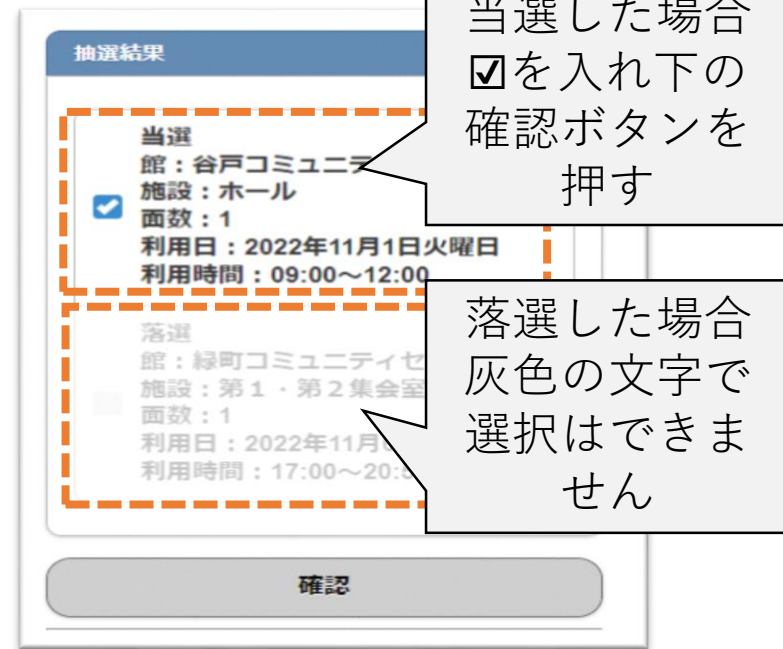 抽選結果
当選した場合
☑を入れ下の
確認ボタンを
押す
当選
館:谷戸コミュニテ
施設:ホール
面数:1
利用日:2022年11月1日火曜日
利用時間:09:00～12:00
落選した場合
灰色の文字で
選択はできま
せん
落選
館:緑町コミュニティセ
施設:第1・第2集会室
面数:1
利用日:2022年11月
利用時間:17:00～20:
確認